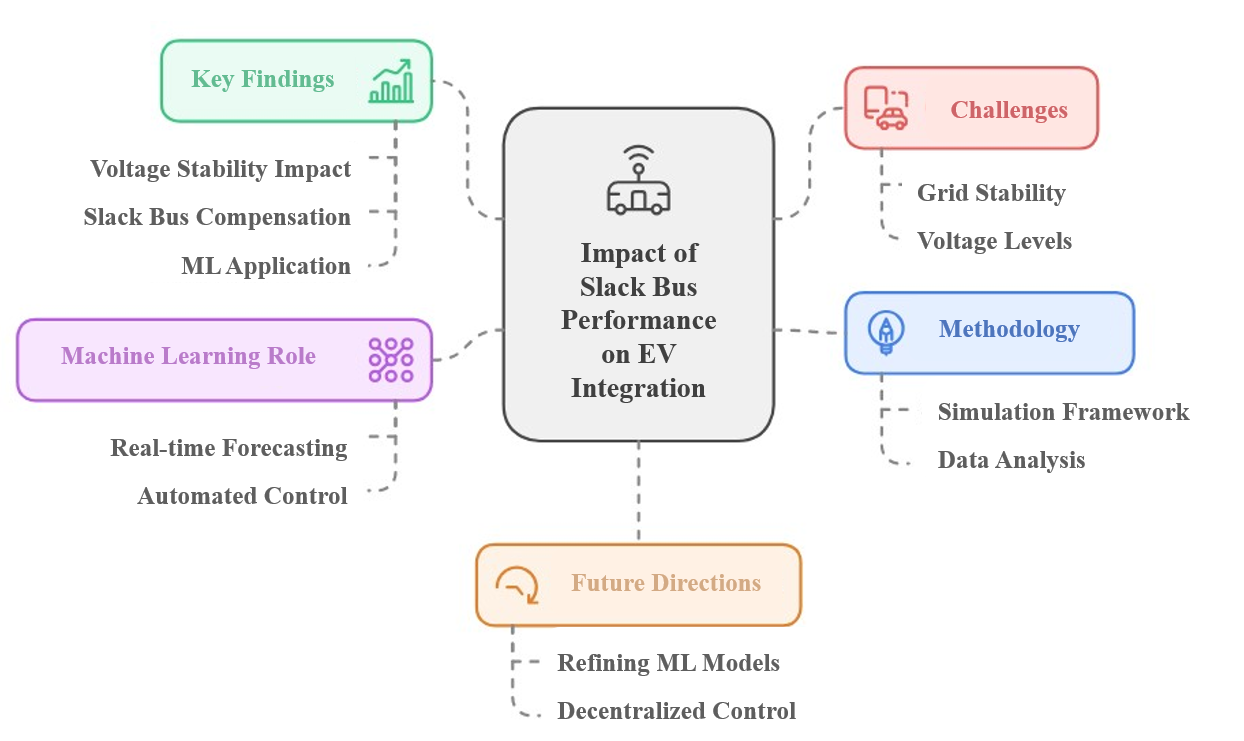 Key Findings
Voltage Stability Impact
Slack Bus Compensation
ML Application
Machine Learning Role
Real-time Forecasting
Automated Control
Impact of
Slack Bus
Performance
on EV
Integration
Challenges
Grid Stability
Voltage Levels
Methodology
Simulation Framework
Data Analysis
Future Directions
Refining ML Models
Decentralized Control